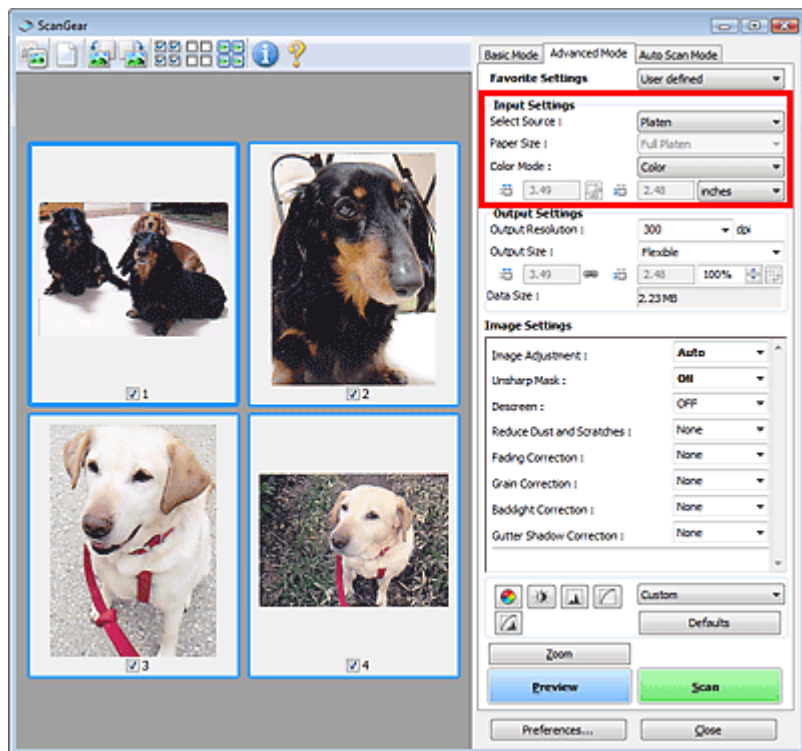 ScanGear
Basic Mode Advanced Mode Auto Scan Mode
Favorite Settings User defined
Input Settings
Select Source : Platen
Paper Size : Full Platen
Color Mode : Color
3.49 2.48 inches
Output Settings
Output Resolution : 300 dpi
Output Size : Flexible
3.49 2.48 100%
Data Size : 2.23 MB
Image Settings
Image Adjustment : Auto
Unsharp Mask : ON
Descreen : OFF
Reduce Dust and Scratches : None
Fading Correction : None
Grain Correction : None
Backlight Correction : None
Gutter Shadow Correction : None
Custom
Defaults
Zoom
Preview Scan
Preferences... Close
1 2
3 4